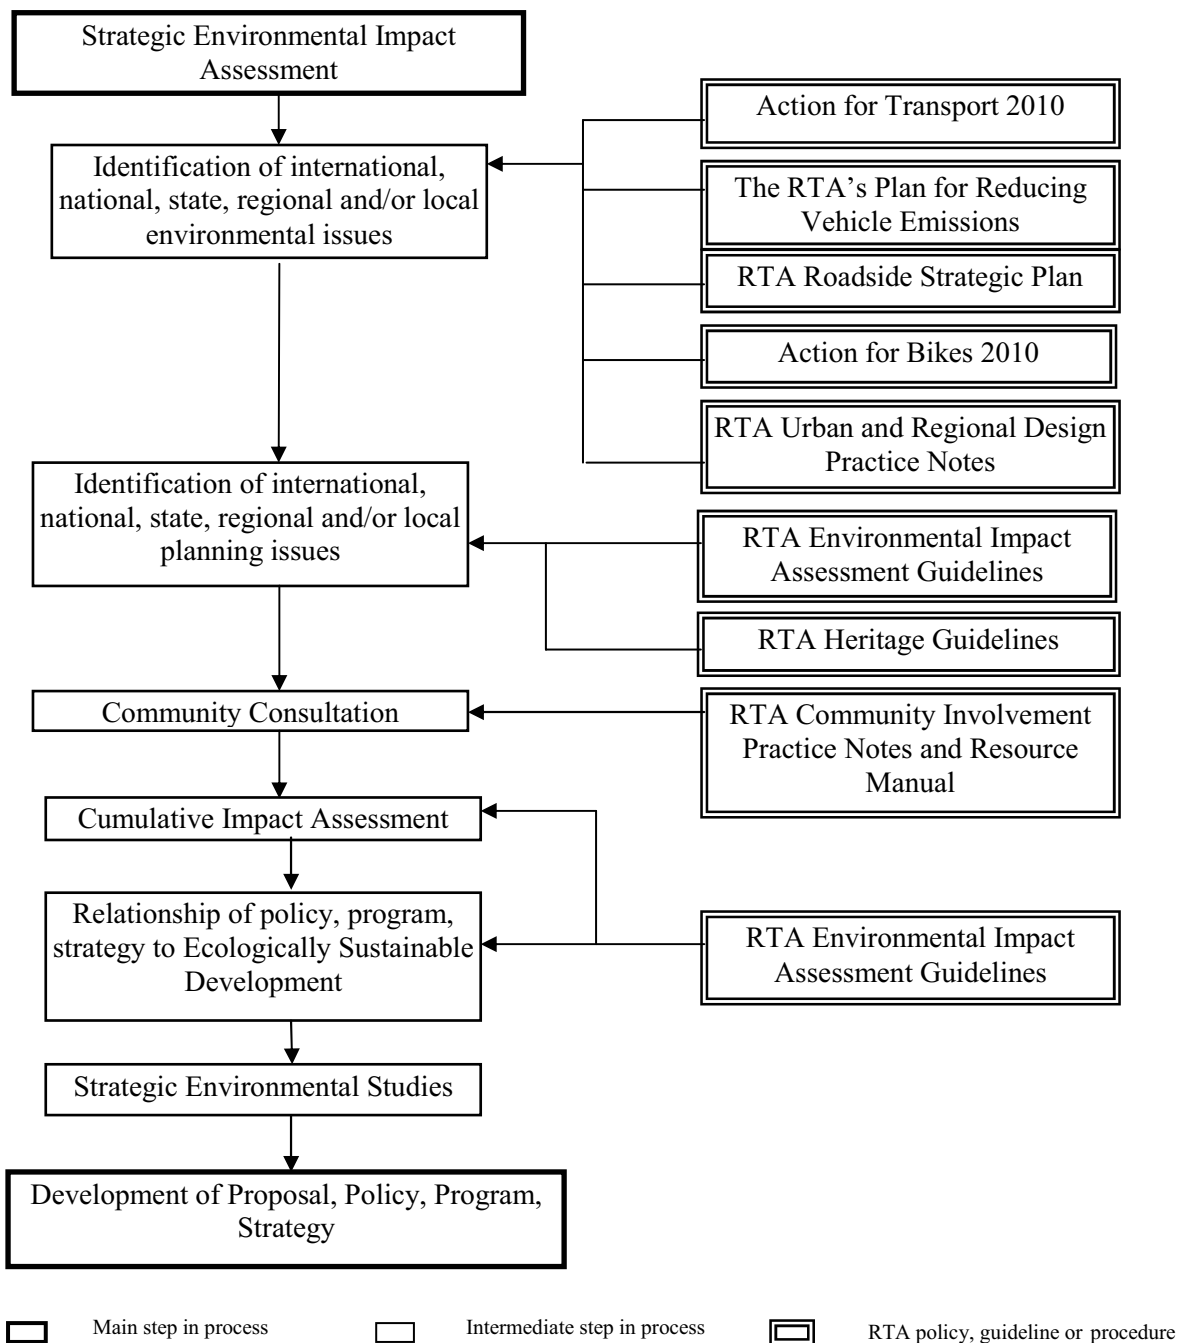 Strategic Environmental Impact
Assessment
Identification of international,
national, state, regional and/or local
environmental issues
Action for Transport 2010
The RTA's Plan for Reducing
Vehicle Emissions
RTA Roadside Strategic Plan
Action for Bikes 2010
RTA Urban and Regional Design
Practice Notes
Identification of international,
national, state, regional and/or local
planning issues
RTA Environmental Impact
Assessment Guidelines
RTA Heritage Guidelines
Community Consultation
RTA Community Involvement
Practice Notes and Resource
Manual
Cumulative Impact Assessment
Relationship of policy, program,
strategy to Ecologically Sustainable
Development
RTA Environmental Impact
Assessment Guidelines
Strategic Environmental Studies
Development of Proposal, Policy, Program,
Strategy
Main step in process
Intermediate step in process
RTA policy, guideline or procedure